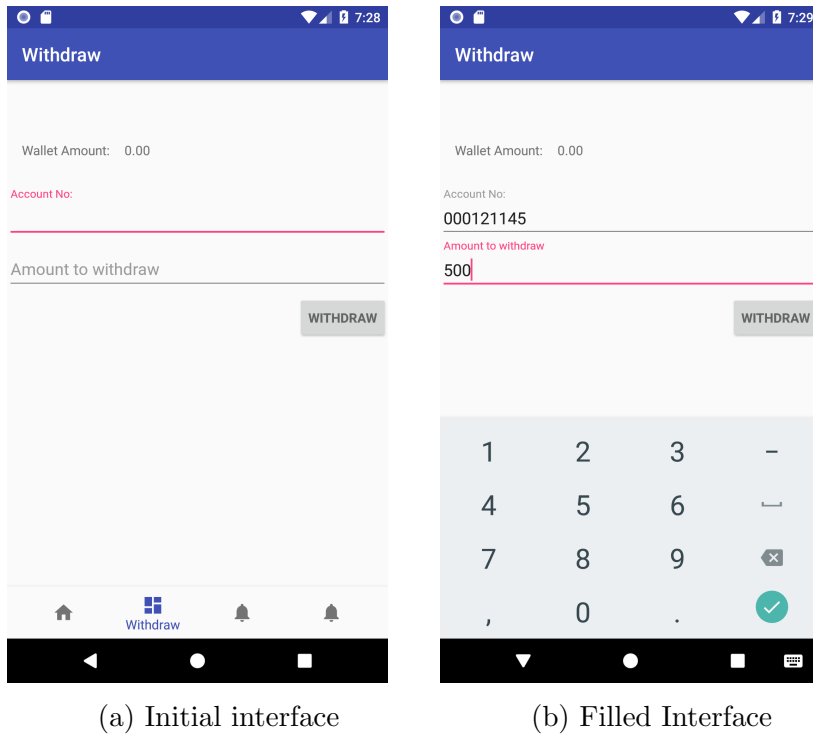 7:28
Withdraw
Wallet Amount: 0.00
Account No:
Amount to withdraw
WITHDRAW
Withdraw
(a) Initial interface
7:29
Withdraw
Wallet Amount: 0.00
Account No:
000121145
Amount to withdraw
500
WITHDRAW
1 2 3 -
4 5 6
7 8 9
, 0 .
(b) Filled Interface